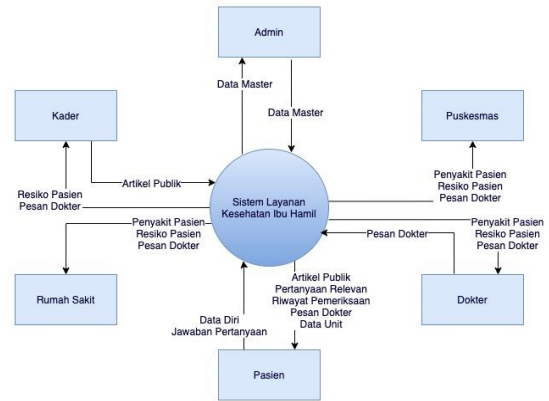 Admin
Data Master
Data Master
Kader
Puskesmas
Artikel Publik
Resiko Pasien
Pesan Dokter
Sistem Layanan
Kesehatan Ibu Hamil
Penyakit Pasien
Resiko Pasien
Pesan Dokter
Penyakit Pasien
Resiko Pasien
Pesan Dokter
Pesan Dokter
Penyakit Pasien
Resiko Pasien
Pesan Dokter
Rumah Sakit
Dokter
Artikel Publik
Pertanyaan Relevan
Riwayat Pemeriksaan
Pesan Dokter
Data Unit
Data Diri
Jawaban Pertanyaan
Pasien